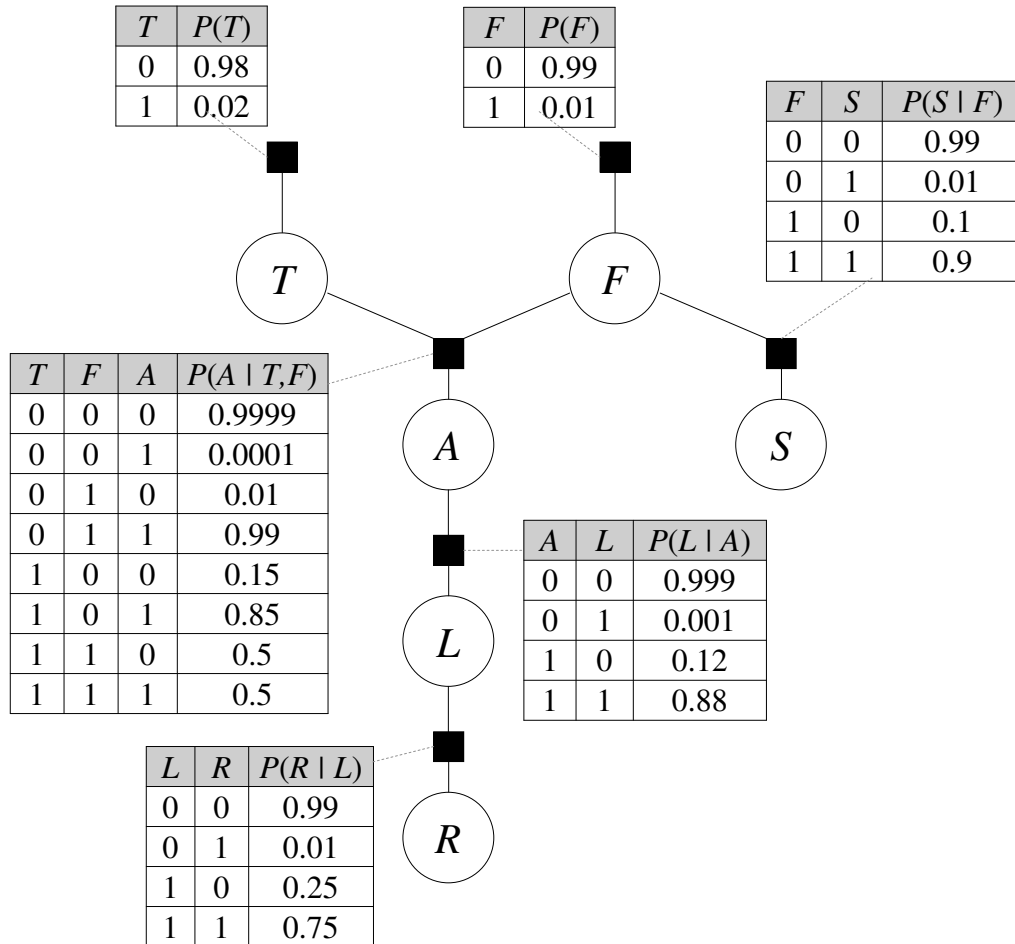 T P(T)
0 0.98
1 0.02
F P(F)
0 0.99
1 0.01
F S P(S | F)
0 0 0.99
0 1 0.01
1 0 0.1
1 1 0.9
T
F
T F A P(A | T,F)
0 0 0 0.9999
0 0 1 0.0001
0 1 0 0.01
0 1 1 0.99
1 0 0 0.15
1 0 1 0.85
1 1 0 0.5
1 1 1 0.5
A
S
A L P(L | A)
0 0 0.999
0 1 0.001
1 0 0.12
1 1 0.88
L
L R P(R | L)
0 0 0.99
0 1 0.01
1 0 0.25
1 1 0.75
R